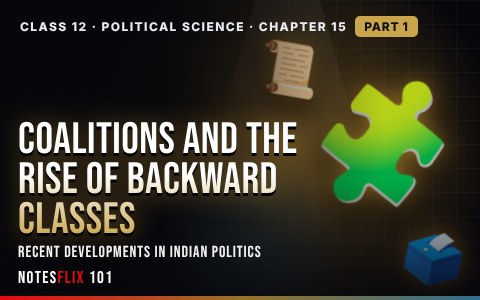 CLASS 12 · POLITICAL SCIENCE · CHAPTER 15 PART 1
COALITIONS AND THE
RISE OF BACKWARD
CLASSES
RECENT DEVELOPMENTS IN INDIAN POLITICS
NOTESFLIX 101